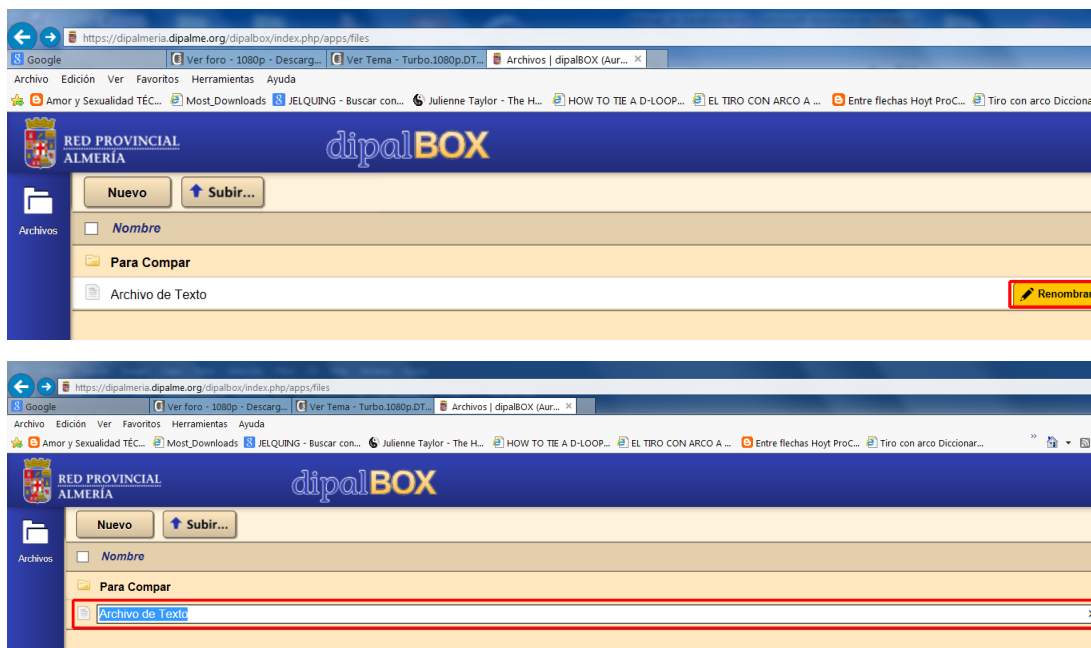 https://dipalmeria.dipalme.org/dipalbox/index.php/apps/files
Google Ver foro - 1080p - Descarg... Ver Tema - Turbo.1080p.DT... Archivos | dipalBOX (Aur... ×
Archivo Edición Ver Favoritos Herramientas Ayuda
Amor y Sexualidad TÉC... Most_Downloads JELQUING - Buscar con... Julienne Taylor - The H... HOW TO TIE A D-LOOP... EL TIRO CON ARCO A ... Entre flechas Hoyt ProC... Tiro con arco Dicciona
RED PROVINCIAL
ALMERÍA
dipalBOX
Nuevo Subir...
Archivos Nombre
Para Compar
Archivo de Texto Renombrar
https://dipalmeria.dipalme.org/dipalbox/index.php/apps/files
Google Ver foro - 1080p - Descarg... Ver Tema - Turbo.1080p.DT... Archivos | dipalBOX (Aur... ×
Archivo Edición Ver Favoritos Herramientas Ayuda
Amor y Sexualidad TÉC... Most_Downloads JELQUING - Buscar con... Julienne Taylor - The H... HOW TO TIE A D-LOOP... EL TIRO CON ARCO A ... Entre flechas Hoyt ProC... Tiro con arco Diccionar... »
RED PROVINCIAL
ALMERÍA
dipalBOX
Nuevo Subir...
Archivos Nombre
Para Compar
Archivo de Texto